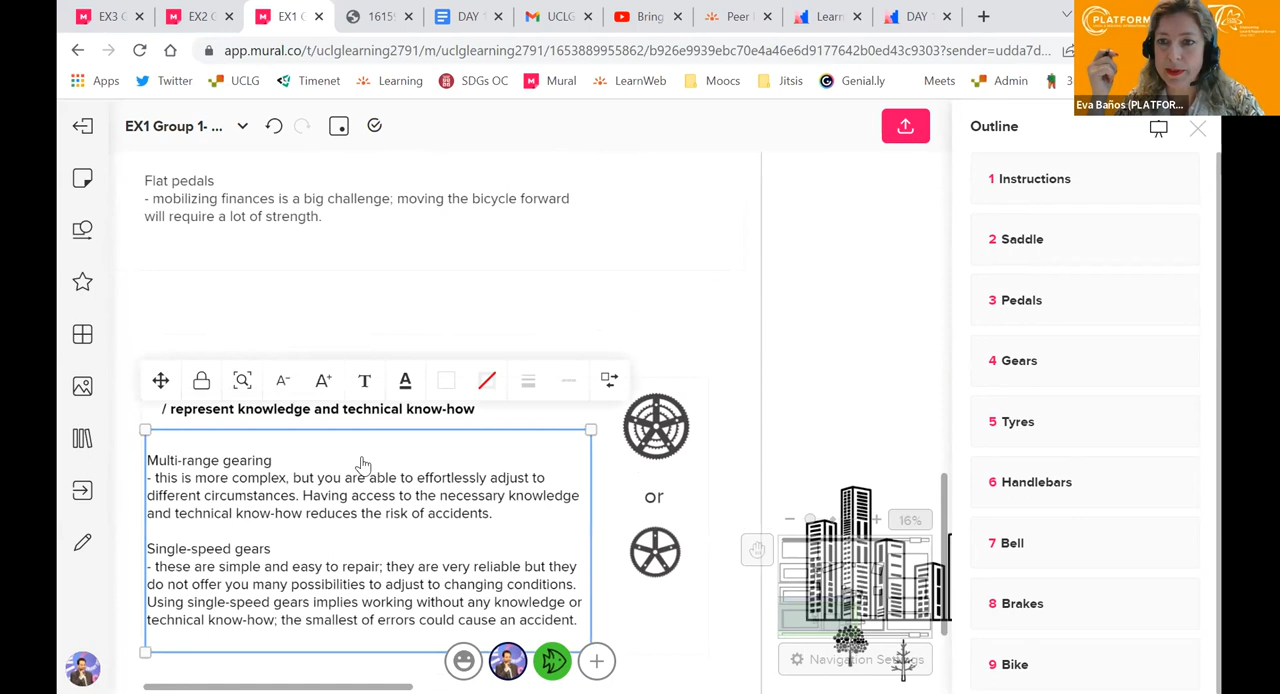 EX3 G
EX2 G
EX1 G
16155
DAY 1
UCLG
Bring
Peer
Learn
DAY 1
app.mural.co/t/uclglearning2791/m/uclglearning2791/1653889955862/b926e9939ebc70e4a46e6d9177642b0ed43c9303?sender=udda7d...
Apps
Twitter
UCLG
Timenet
Learning
SDGs OC
Mural
LearnWeb
Moocs
Jitsis
Genial.ly
Meets
Admin
3
PLATFORM
Eva Baños (PLATFOR...
EX1 Group 1- ...
Outline
1 Instructions
2 Saddle
3 Pedals
4 Gears
5 Tyres
6 Handlebars
7 Bell
8 Brakes
9 Bike
Flat pedals
- mobilizing finances is a big challenge; moving the bicycle forward
will require a lot of strength.
A-
A+
T
A
/ represent knowledge and technical know-how
Multi-range gearing
- this is more complex, but you are able to effortlessly adjust to
different circumstances. Having access to the necessary knowledge
and technical know-how reduces the risk of accidents.
Single-speed gears
- these are simple and easy to repair; they are very reliable but they
do not offer you many possibilities to adjust to changing conditions.
Using single-speed gears implies working without any knowledge or
technical know-how; the smallest of errors could cause an accident.
or
16%
Navigation Settings